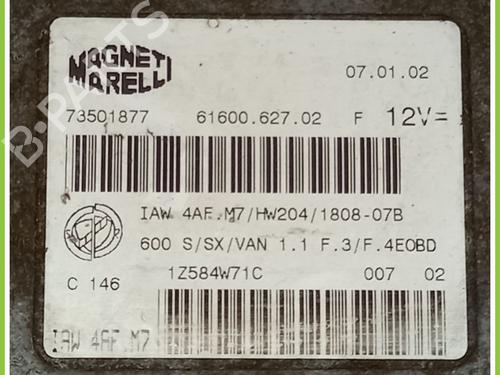 MAGNETI
MARELLI
07.01.02
73501877 61600.627.02 F 12V=
IAW 4AF.M7/HW204/1808-07B
600 S/SX/VAN 1.1 F.3/F.4EOBD
1Z584W71C 007 02
C 146
IAW 4AF.M7
B-PARTS